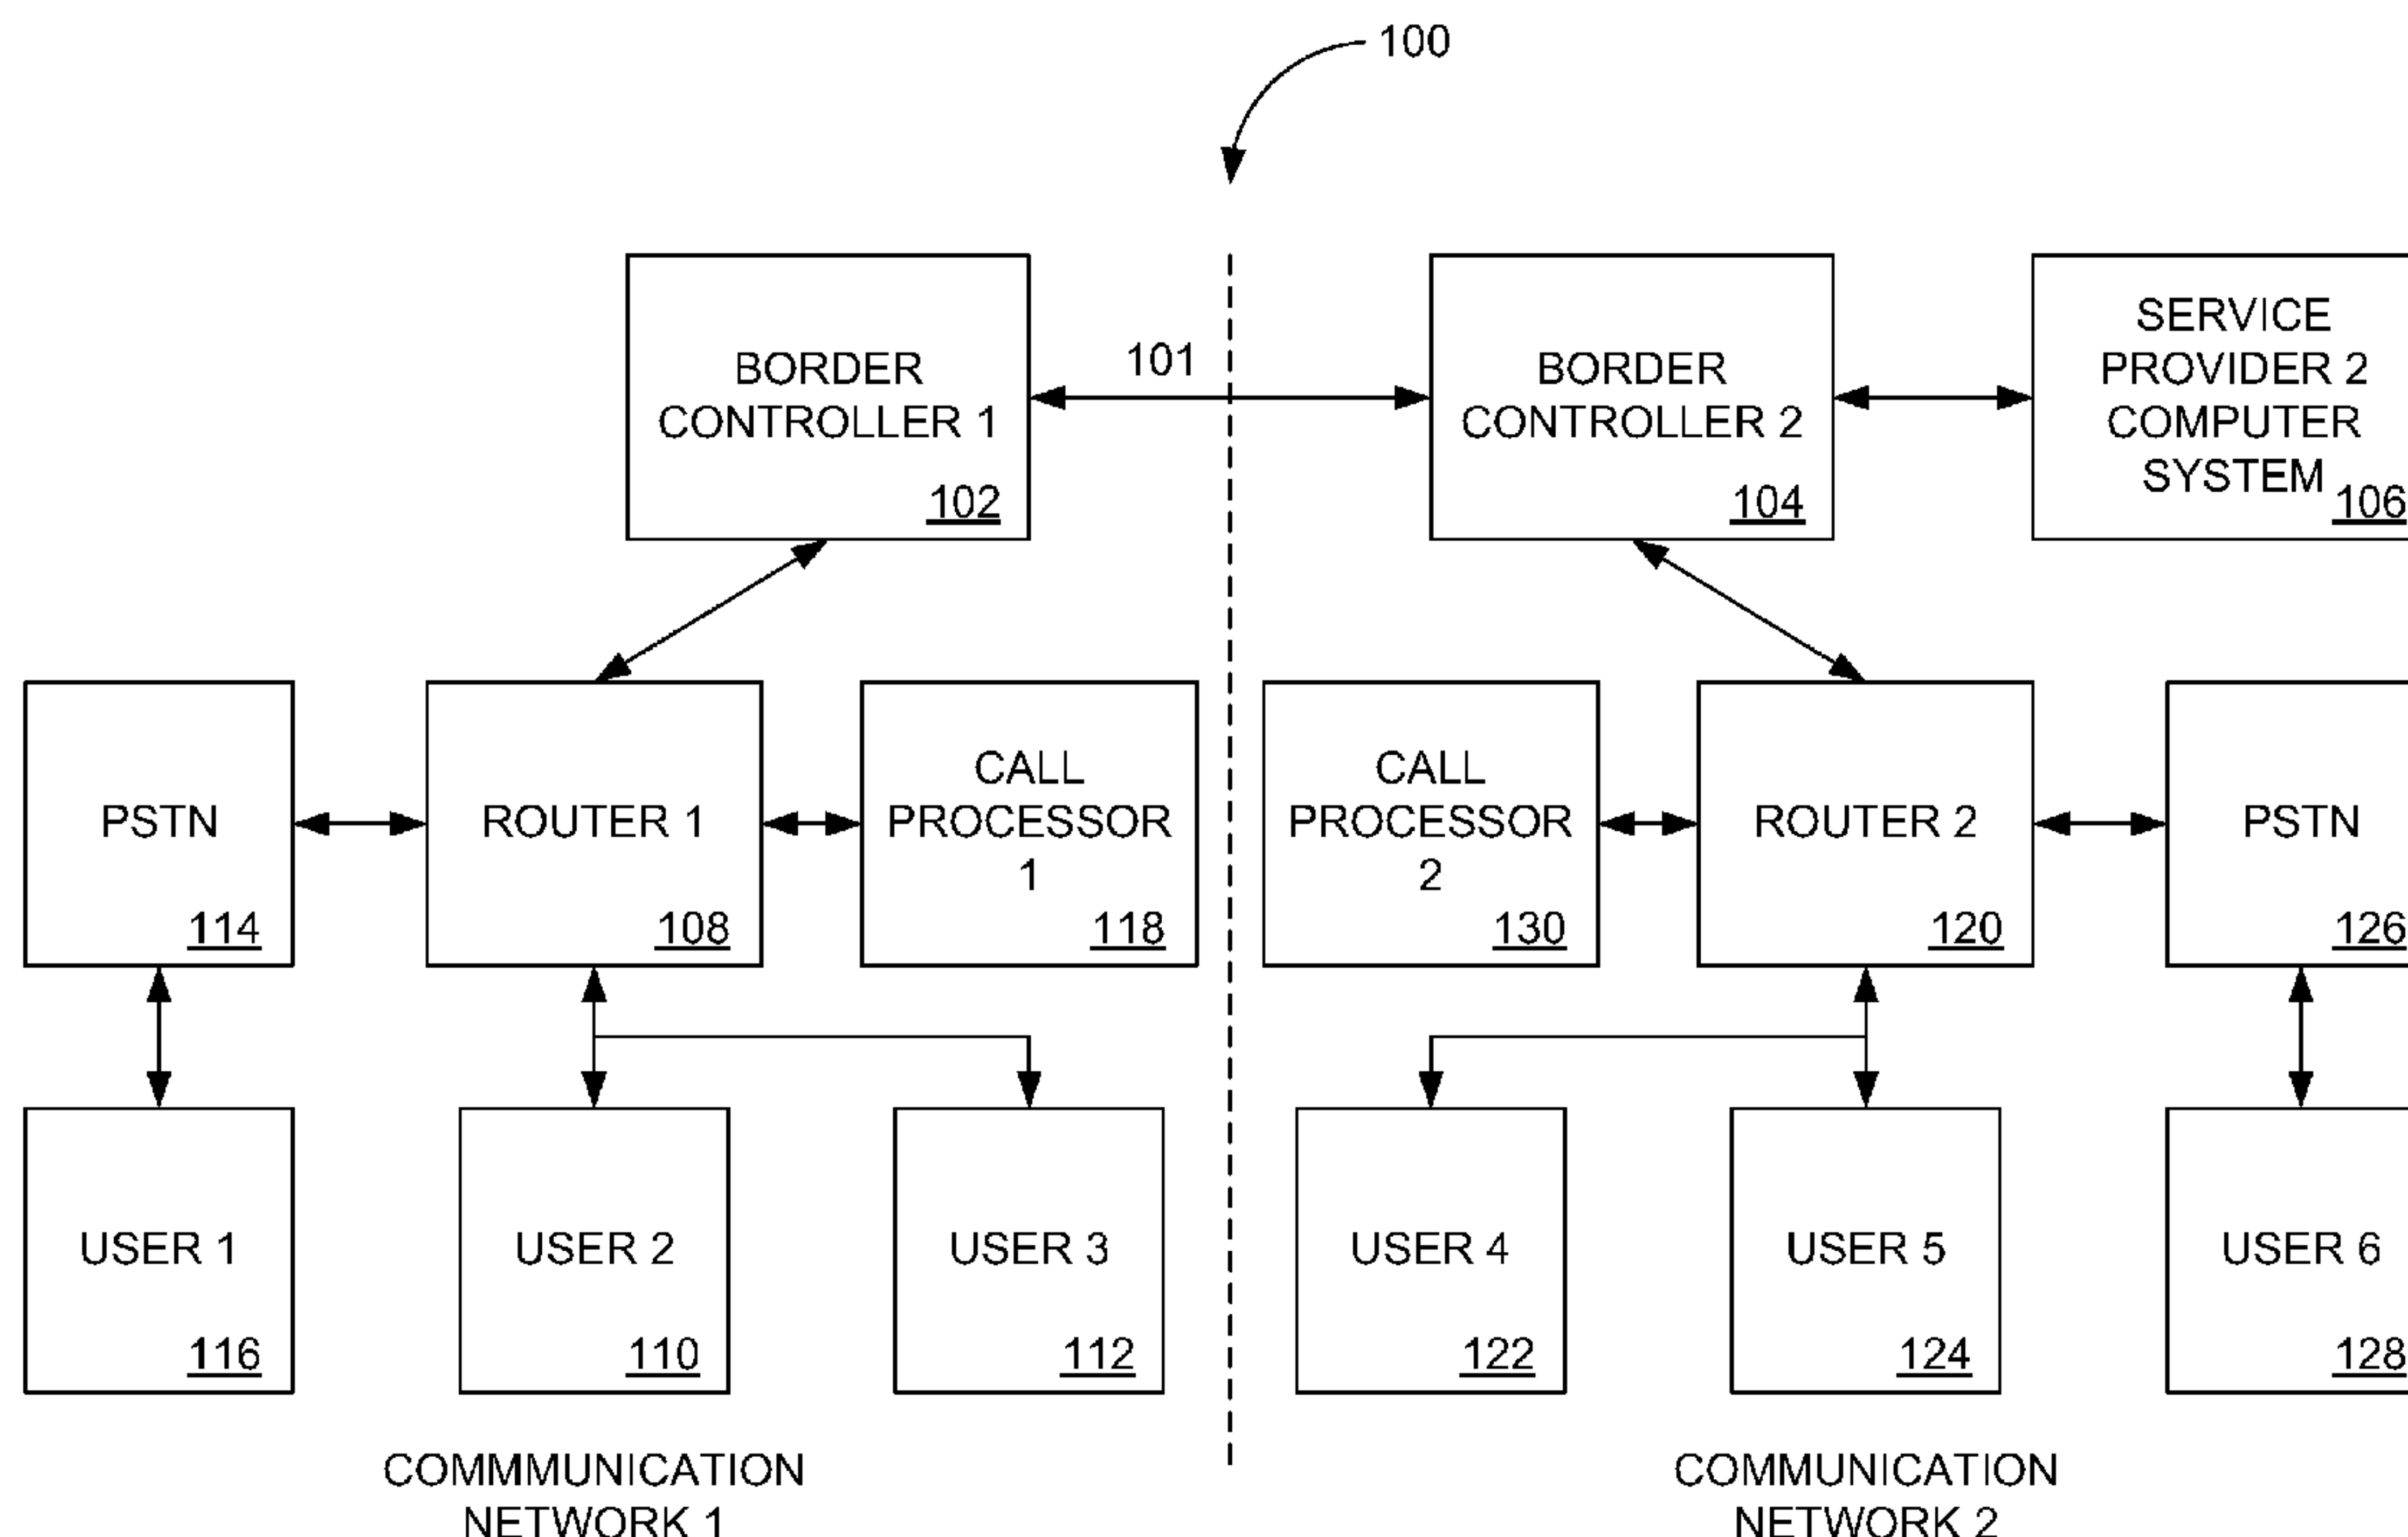 100
101
BORDER
CONTROLLER 1
102
BORDER
CONTROLLER 2
104
SERVICE
PROVIDER 2
COMPUTER
SYSTEM
106
PSTN
114
ROUTER 1
108
CALL
PROCESSOR
1
118
CALL
PROCESSOR
2
130
ROUTER 2
120
PSTN
126
USER 1
116
USER 2
110
USER 3
112
USER 4
122
USER 5
124
USER 6
128
COMMMUNICATION
NETWORK 1
COMMUNICATION
NETWORK 2